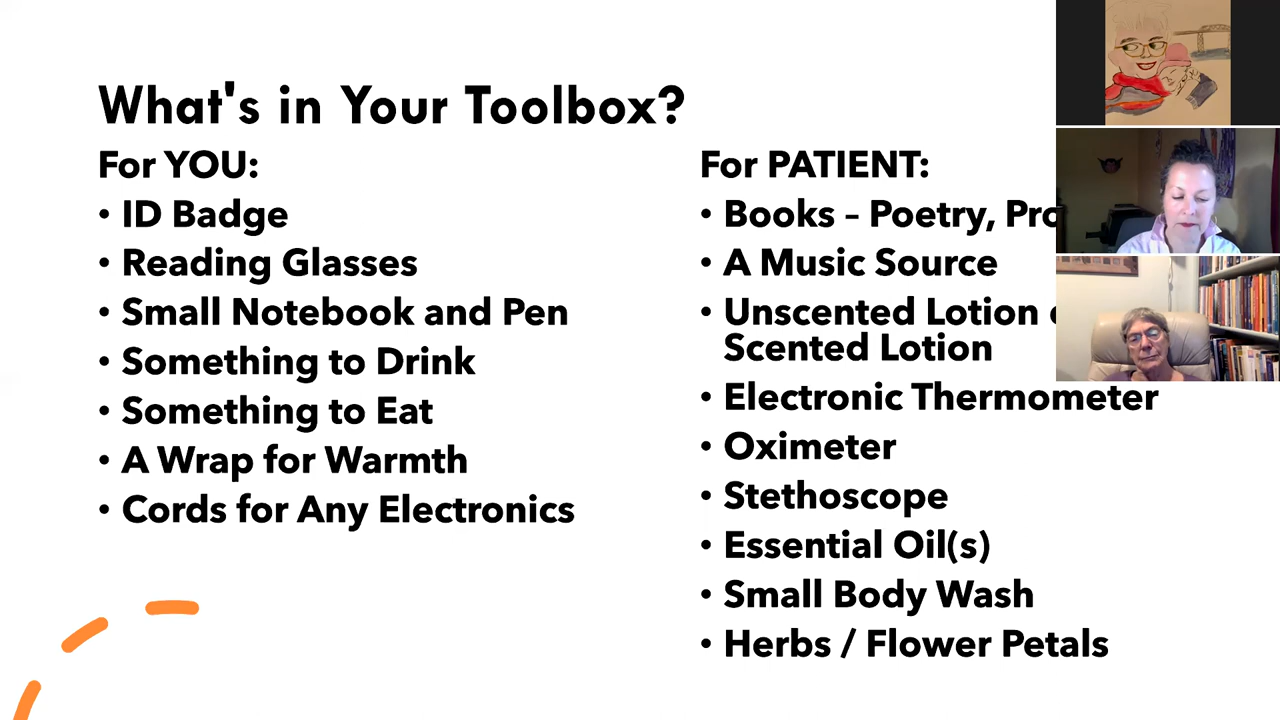 What's in Your Toolbox?
For YOU:
• ID Badge
• Reading Glasses
• Small Notebook and Pen
• Something to Drink
• Something to Eat
• A Wrap for Warmth
• Cords for Any Electronics
For PATIENT:
• Books – Poetry,
• A Music Source
• Unscented Lotion
Scented Lotion
• Electronic Thermometer
• Oximeter
• Stethoscope
• Essential Oil(s)
• Small Body Wash
• Herbs / Flower Petals